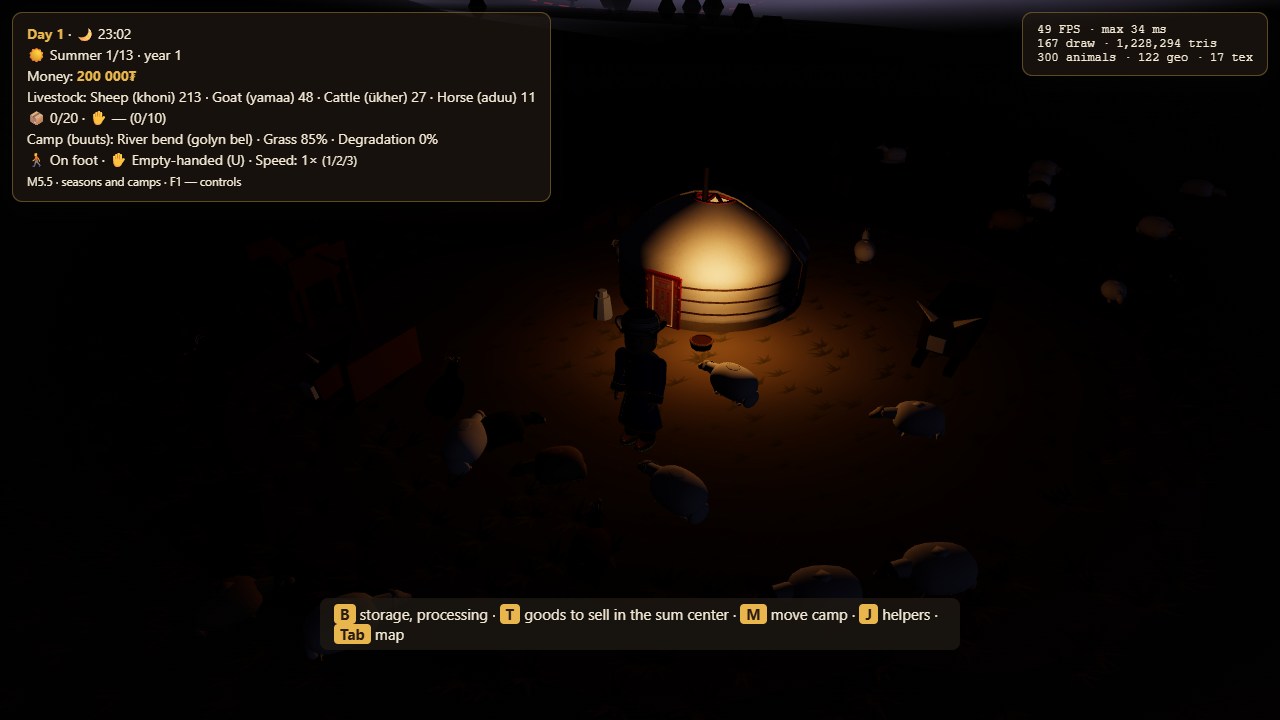 Day 1 · 🌙 23:02
🌼 Summer 1/13 · year 1
Money: 200 000₮
Livestock: Sheep (khoni) 213 · Goat (yamaa) 48 · Cattle (ükher) 27 · Horse (aduu) 11
📦 0/20 · ✋ — (0/10)
Camp (buuts): River bend (golyn bel) · Grass 85% · Degradation 0%
🚶 On foot · ✋ Empty-handed (U) · Speed: 1× (1/2/3)
M5.5 · seasons and camps · F1 — controls
49 FPS · max 34 ms
167 draw · 1,228,294 tris
300 animals · 122 geo · 17 tex
B storage, processing · T goods to sell in the sum center · M move camp · J helpers ·
Tab map